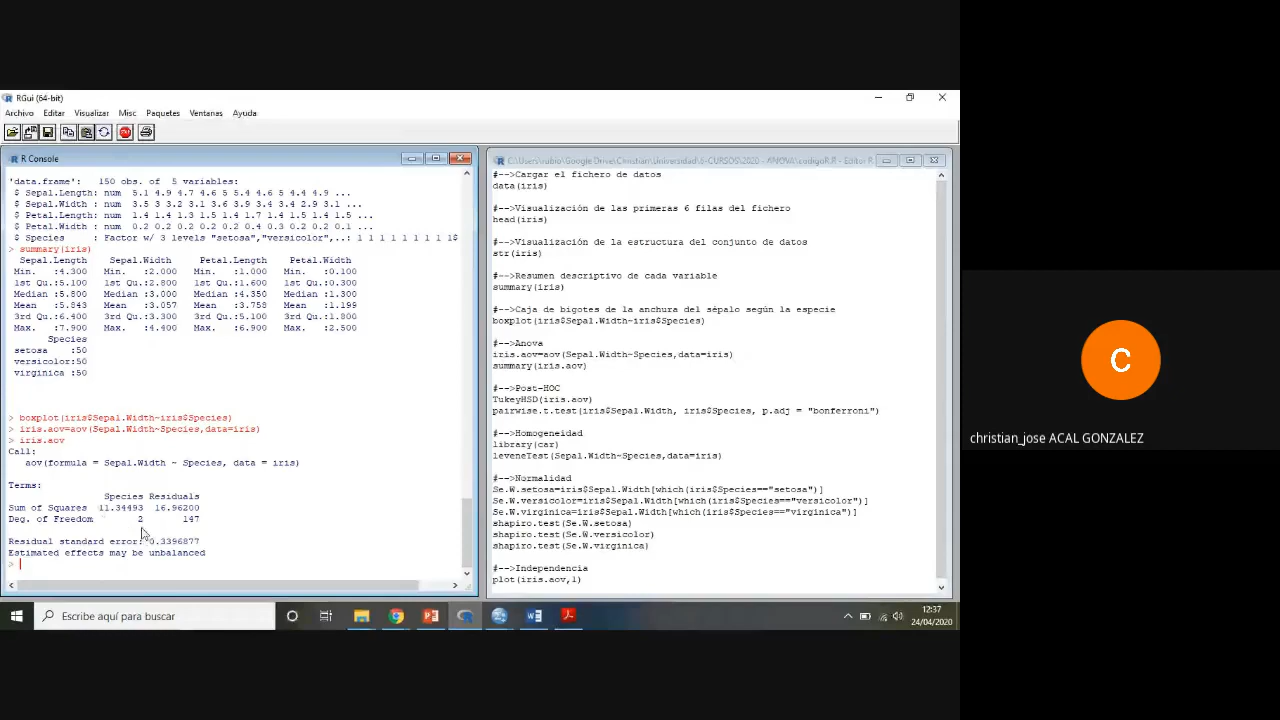 RGui (64-bit)
Archivo Editar Visualizar Misc Paquetes Ventanas Ayuda
R Console
'data.frame': 150 obs. of 5 variables:
$ Sepal.Length: num 5.1 4.9 4.7 4.6 5 5.4 4.6 5 4.4 4.9 ...
$ Sepal.Width : num 3.5 3 3.2 3.1 3.6 3.9 3.4 3.4 2.9 3.1 ...
$ Petal.Length: num 1.4 1.4 1.3 1.5 1.4 1.7 1.4 1.5 1.4 1.5 ...
$ Petal.Width : num 0.2 0.2 0.2 0.2 0.2 0.4 0.3 0.2 0.2 0.1 ...
$ Species : Factor w/ 3 levels "setosa","versicolor",..: 1 1 1 1 1 1 1 1 1$
> summary(iris)
Sepal.Length Sepal.Width Petal.Length Petal.Width
Min. :4.300 Min. :2.000 Min. :1.000 Min. :0.100
1st Qu.:5.100 1st Qu.:2.800 1st Qu.:1.600 1st Qu.:0.300
Median :5.800 Median :3.000 Median :4.350 Median :1.300
Mean :5.843 Mean :3.057 Mean :3.758 Mean :1.199
3rd Qu.:6.400 3rd Qu.:3.300 3rd Qu.:5.100 3rd Qu.:1.800
Max. :7.900 Max. :4.400 Max. :6.900 Max. :2.500
Species
setosa :50
versicolor:50
virginica :50
> boxplot(iris$Sepal.Width~iris$Species)
> iris.aov=aov(Sepal.Width~Species,data=iris)
> iris.aov
Call:
aov(formula = Sepal.Width ~ Species, data = iris)
Terms:
Species Residuals
Sum of Squares 11.34493 16.96200
Deg. of Freedom 2 147
Residual standard error: 0.3396877
Estimated effects may be unbalanced
>
C:\Users\rubio\Google Drive\Christian\Universidad\6-CURSOS\2020 - ANOVA\codigoR.R - Editor R
#-->Cargar el fichero de datos
data(iris)
#-->Visualización de las primeras 6 filas del fichero
head(iris)
#-->Visualización de la estructura del conjunto de datos
str(iris)
#-->Resumen descriptivo de cada variable
summary(iris)
#-->Caja de bigotes de la anchura del sépalo según la especie
boxplot(iris$Sepal.Width~iris$Species)
#-->Anova
iris.aov=aov(Sepal.Width~Species,data=iris)
summary(iris.aov)
#-->Post-HOC
TukeyHSD(iris.aov)
pairwise.t.test(iris$Sepal.Width, iris$Species, p.adj = "bonferroni")
#-->Homogeneidad
library(car)
leveneTest(Sepal.Width~Species,data=iris)
#-->Normalidad
Se.W.setosa=iris$Sepal.Width[which(iris$Species=="setosa")]
Se.W.versicolor=iris$Sepal.Width[which(iris$Species=="versicolor")]
Se.W.virginica=iris$Sepal.Width[which(iris$Species=="virginica")]
shapiro.test(Se.W.setosa)
shapiro.test(Se.W.versicolor)
shapiro.test(Se.W.virginica)
#-->Independencia
plot(iris.aov,1)
C
christian_jose ACAL GONZALEZ
Escribe aquí para buscar
12:37
24/04/2020